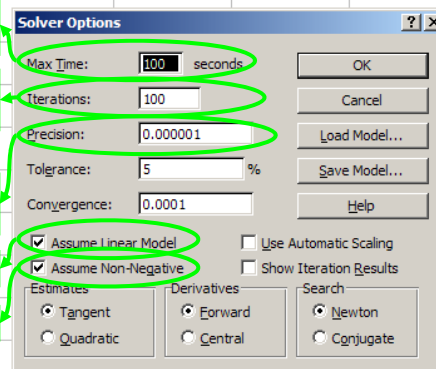 Solver Options
Max Time: 100 seconds OK
Iterations: 100 Cancel
Precision: 0.000001 Load Model...
Tolerance: 5 % Save Model...
Convergence: 0.0001 Help
Assume Linear Model Use Automatic Scaling
Assume Non-Negative Show Iteration Results
Estimates Derivatives Search
Tangent Forward Newton
Quadratic Central Conjugate